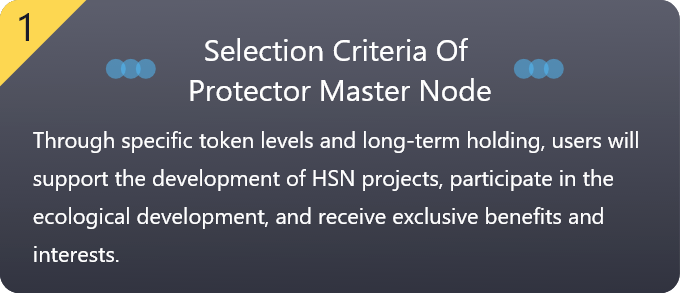 1
Selection Criteria Of
Protector Master Node
Through specific token levels and long-term holding, users will
support the development of HSN projects, participate in the
ecological development, and receive exclusive benefits and
interests.